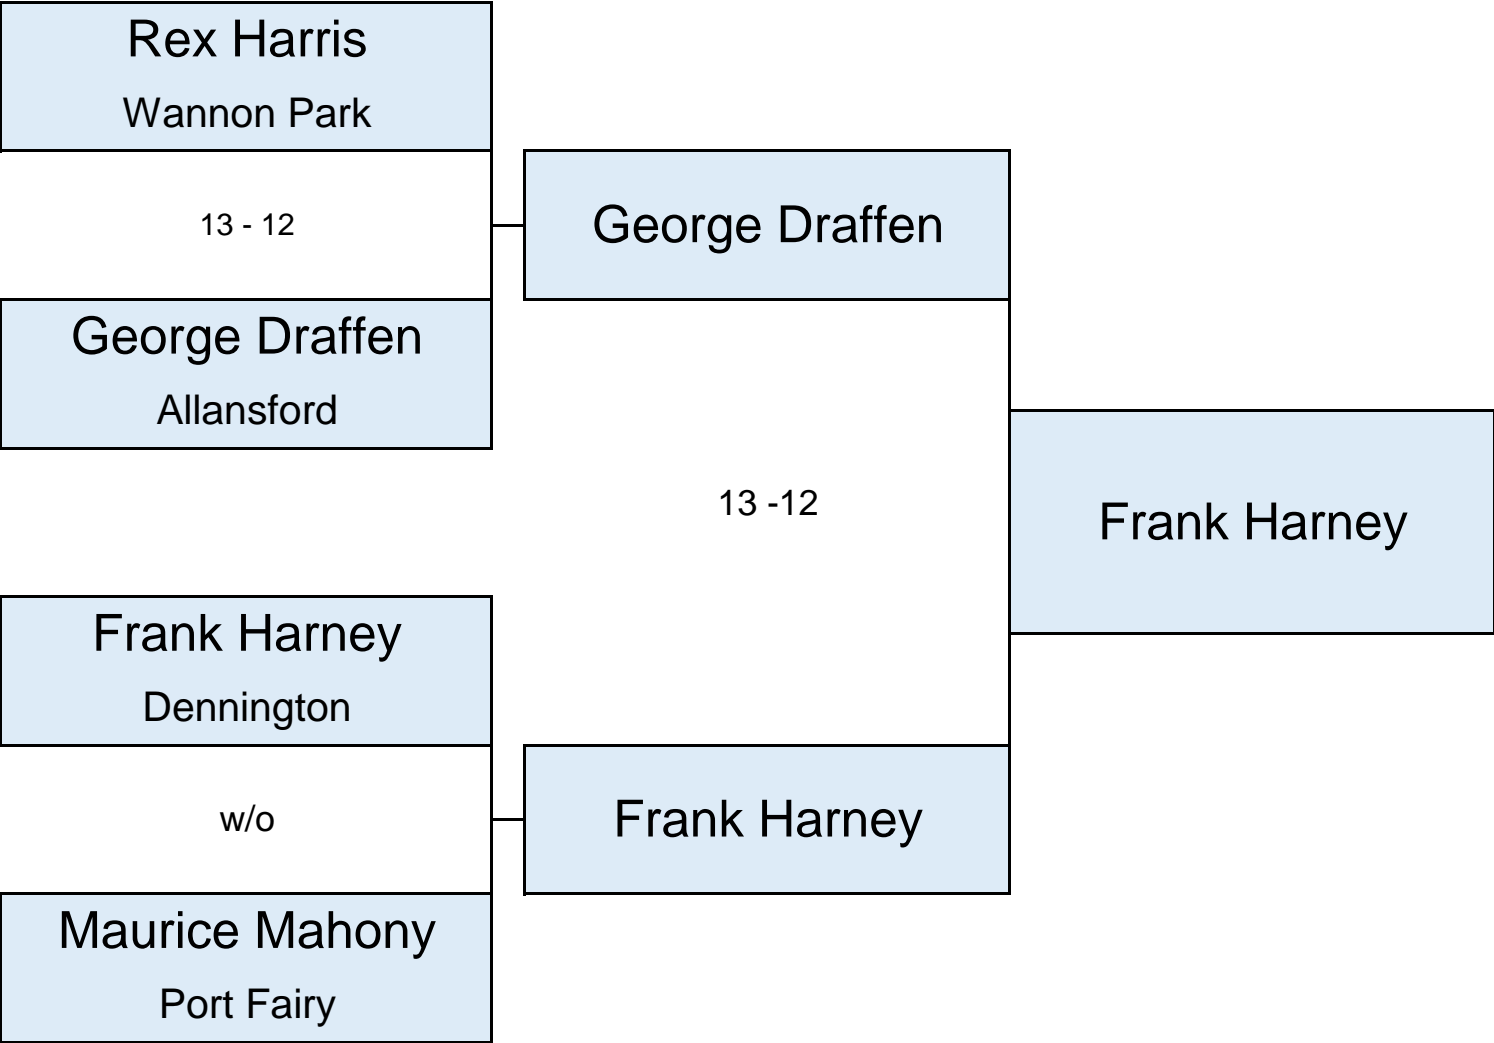 Rex Harris
Wannon Park
13 - 12
George Draffen
Allansford
George Draffen
13 -12
Frank Harney
Dennington
w/o
Maurice Mahony
Port Fairy
Frank Harney
Frank Harney